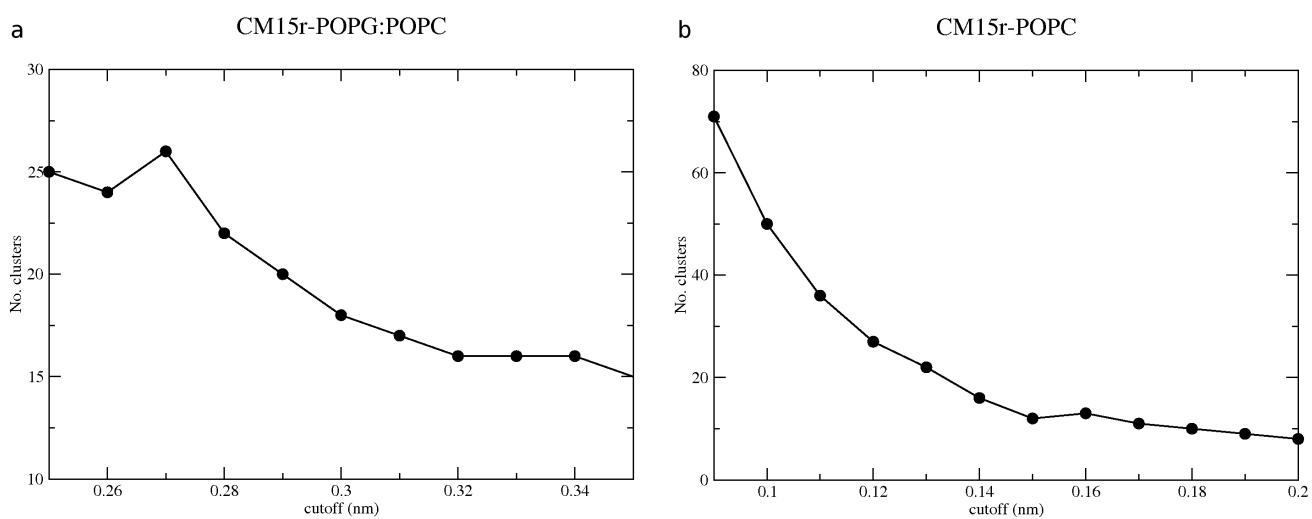 a
CM15r-POPG:POPC
30
25
20
15
10
No. clusters
0.26 0.28 0.3 0.32 0.34
cutoff (nm)
b
CM15r-POPC
80
60
40
20
0
No. clusters
0.1 0.12 0.14 0.16 0.18 0.2
cutoff (nm)